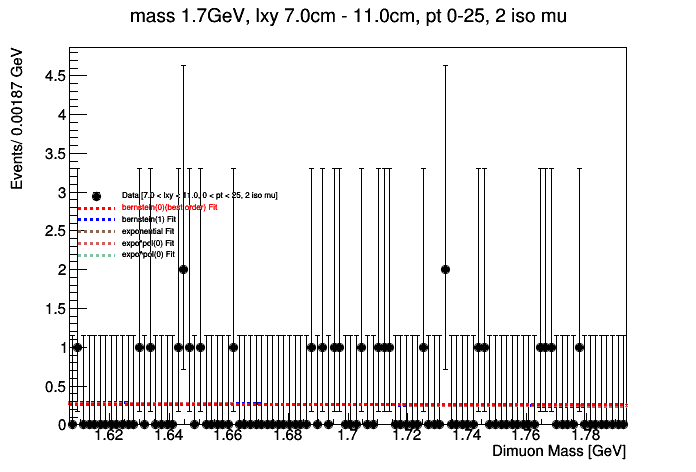 mass 1.7GeV, lxy 7.0cm - 11.0cm, pt 0-25, 2 iso mu
Events/ 0.00187 GeV
4.5
4
3.5
3
2.5
2
1.5
1
0.5
0
Data [7.0 < lxy < 11.0, 0 < pt < 25, 2 iso mu]
bernstein(0)(best order) Fit
bernstein(1) Fit
exponential Fit
expo*pol(0) Fit
expo*pol(0) Fit
1.62 1.64 1.66 1.68 1.7 1.72 1.74 1.76 1.78
Dimuon Mass [GeV]